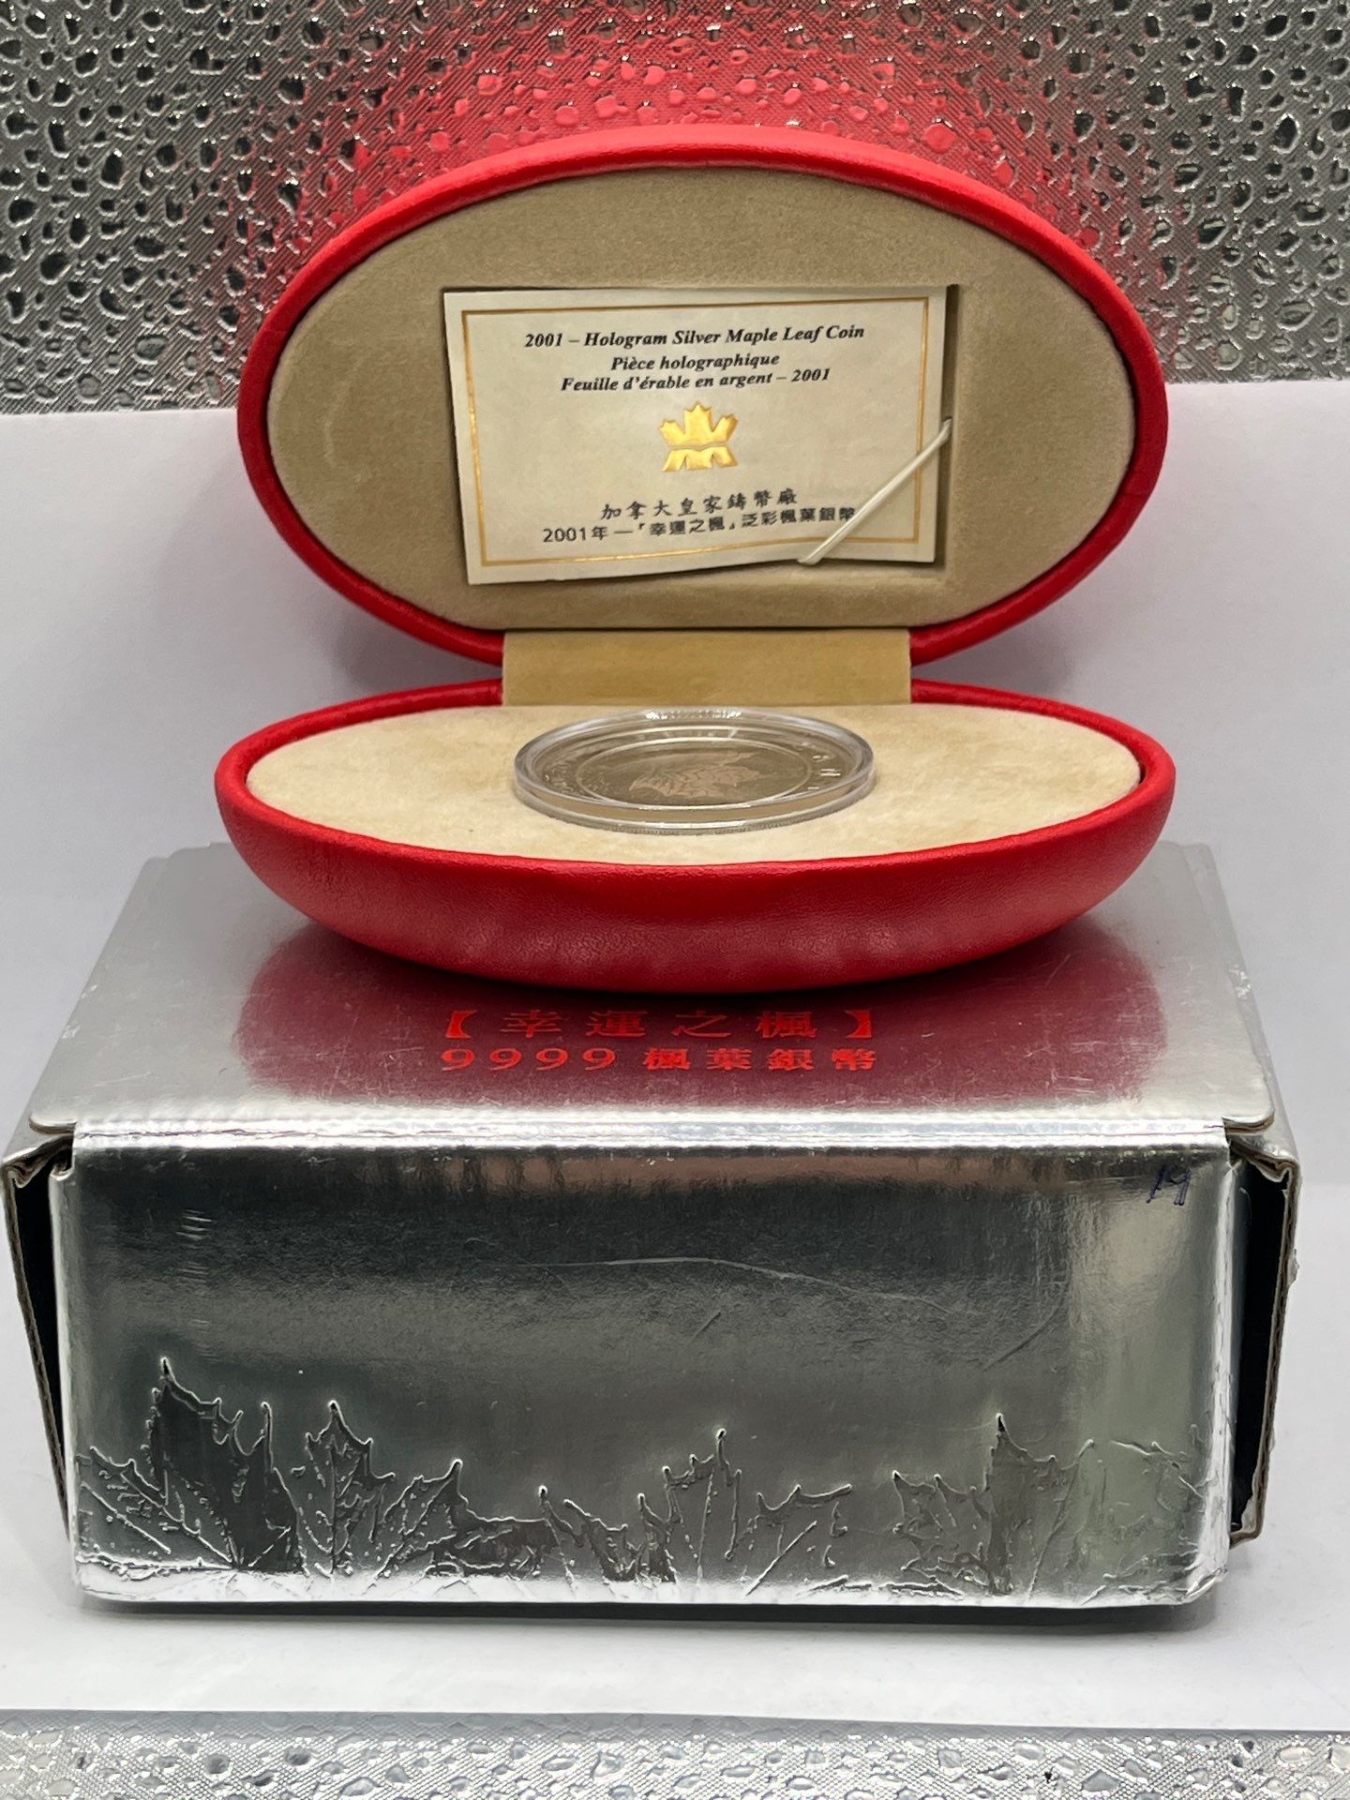 2001 – Hologram Silver Maple Leaf Coin
Pièce holographique
Feuille d'érable en argent – 2001
加拿大皇家鑄幣廠
2001年 —「幸運之楓」泛彩楓葉銀幣
【幸運之楓】
9999 楓葉銀幣
19